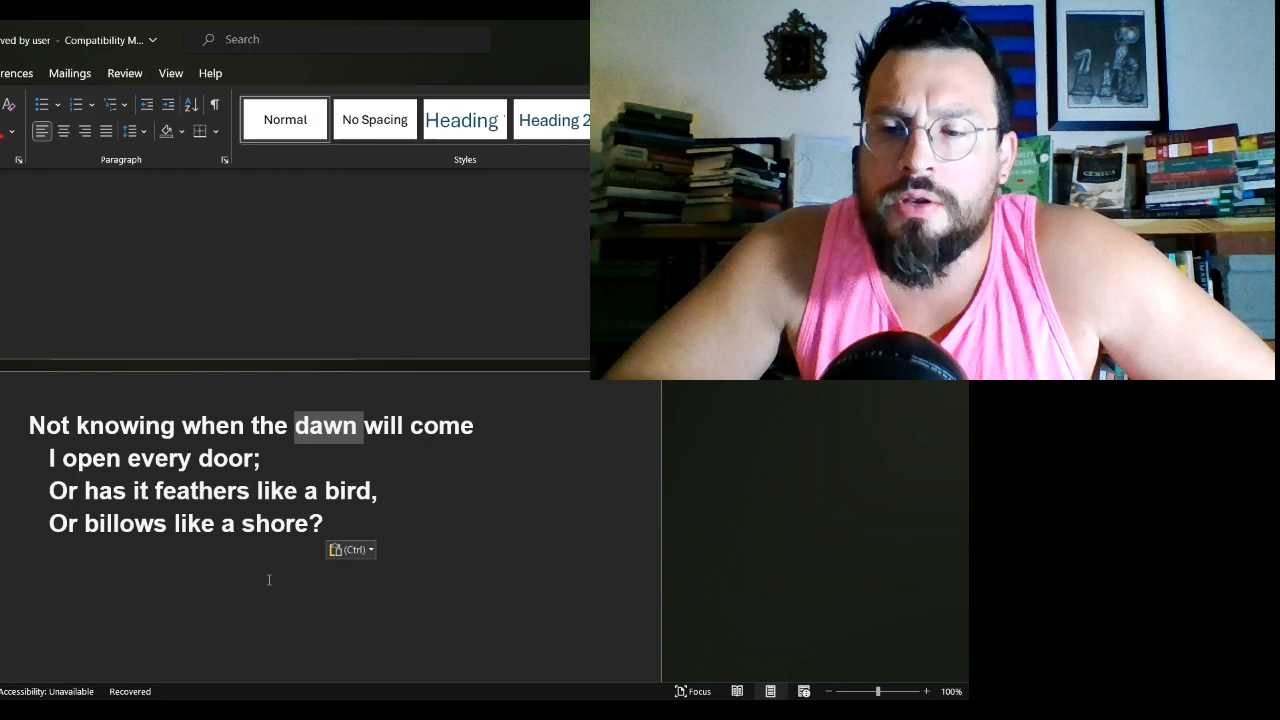 ved by user - Compatibility M...
Search
rences Mailings Review View Help
Normal
No Spacing
Heading
Heading 2
Paragraph
Styles
GENIUS
Not knowing when the dawn will come
I open every door;
Or has it feathers like a bird,
Or billows like a shore?
(Ctrl)
Accessibility: Unavailable Recovered
Focus
100%